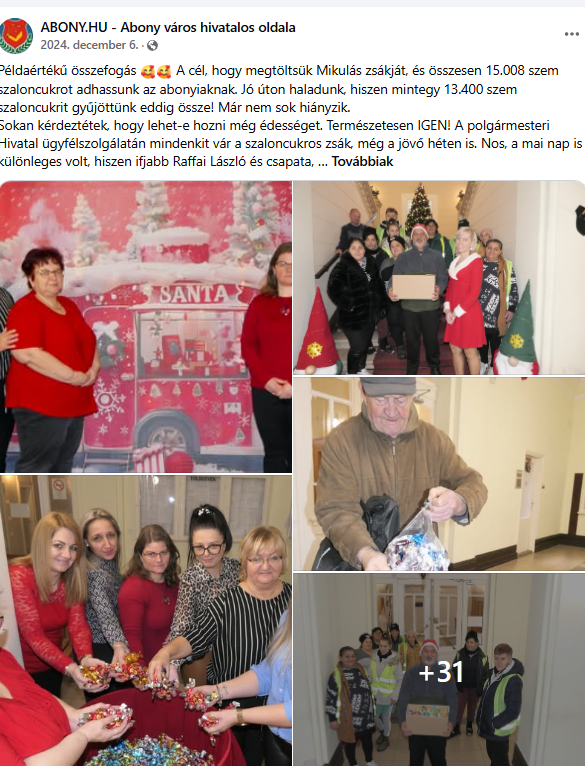 ABONY.HU - Abony város hivatalos oldala
2024. december 6. ·
Példaértékű összefogás 🥰🥰 A cél, hogy megtöltsük Mikulás zsákját, és összesen 15.008 szem
szaloncukrot adhassunk az abonyiaknak. Jó úton haladunk, hiszen mintegy 13.400 szem
szaloncukrit gyűjtöttünk eddig össze! Már nem sok hiányzik.
Sokan kérdeztétek, hogy lehet-e hozni még édességet. Természetesen IGEN! A polgármesteri
Hivatal ügyfélszolgálatán mindenkit vár a szaloncukros zsák, még a jövő héten is. Nos, a mai nap is
különleges volt, hiszen ifjabb Raffai László és csapata, ... Továbbiak
SANTA
+31